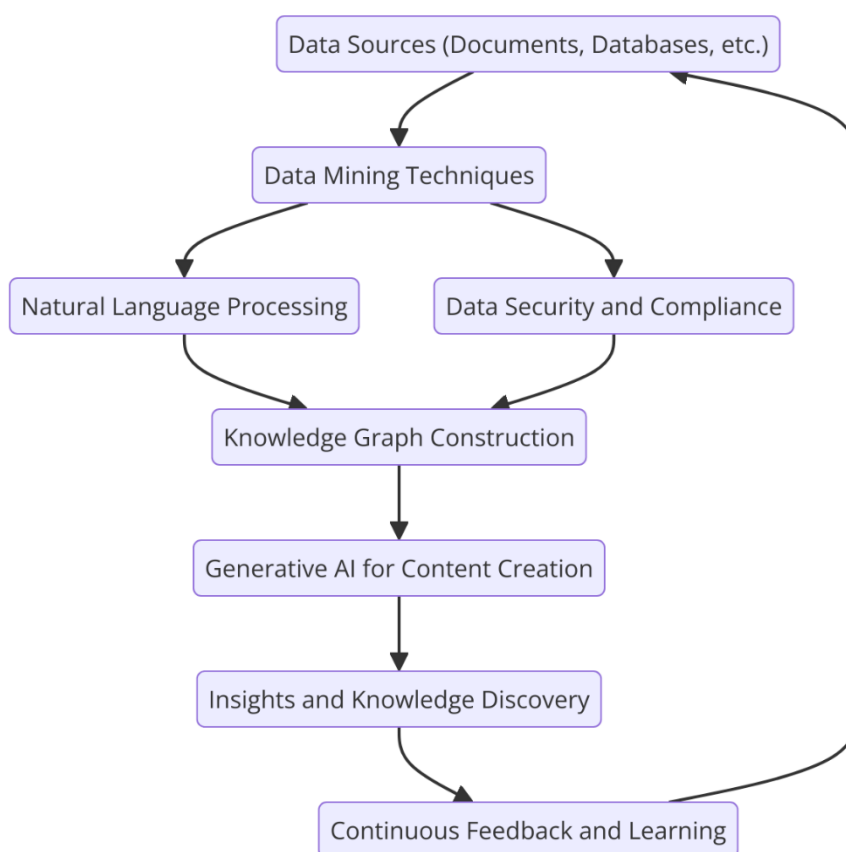 Data Sources (Documents, Databases, etc.)
Data Mining Techniques
Natural Language Processing
Data Security and Compliance
Knowledge Graph Construction
Generative AI for Content Creation
Insights and Knowledge Discovery
Continuous Feedback and Learning